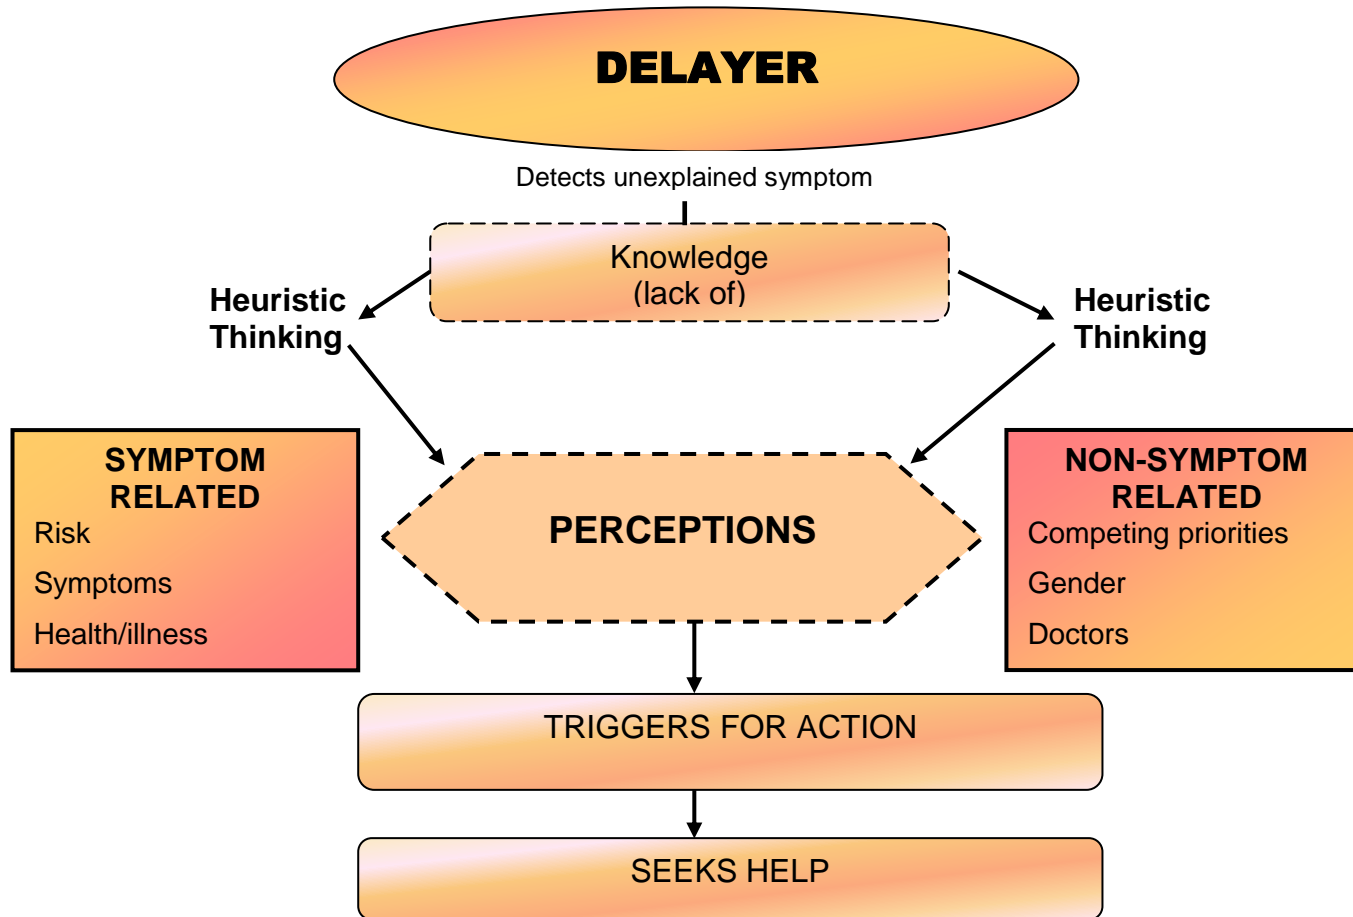 DELAYER
Detects unexplained symptom
Knowledge
(lack of)
Heuristic
Thinking
Heuristic
Thinking
SYMPTOM
RELATED
Risk
Symptoms
Health/illness
PERCEPTIONS
NON-SYMPTOM
RELATED
Competing priorities
Gender
Doctors
TRIGGERS FOR ACTION
SEEKS HELP